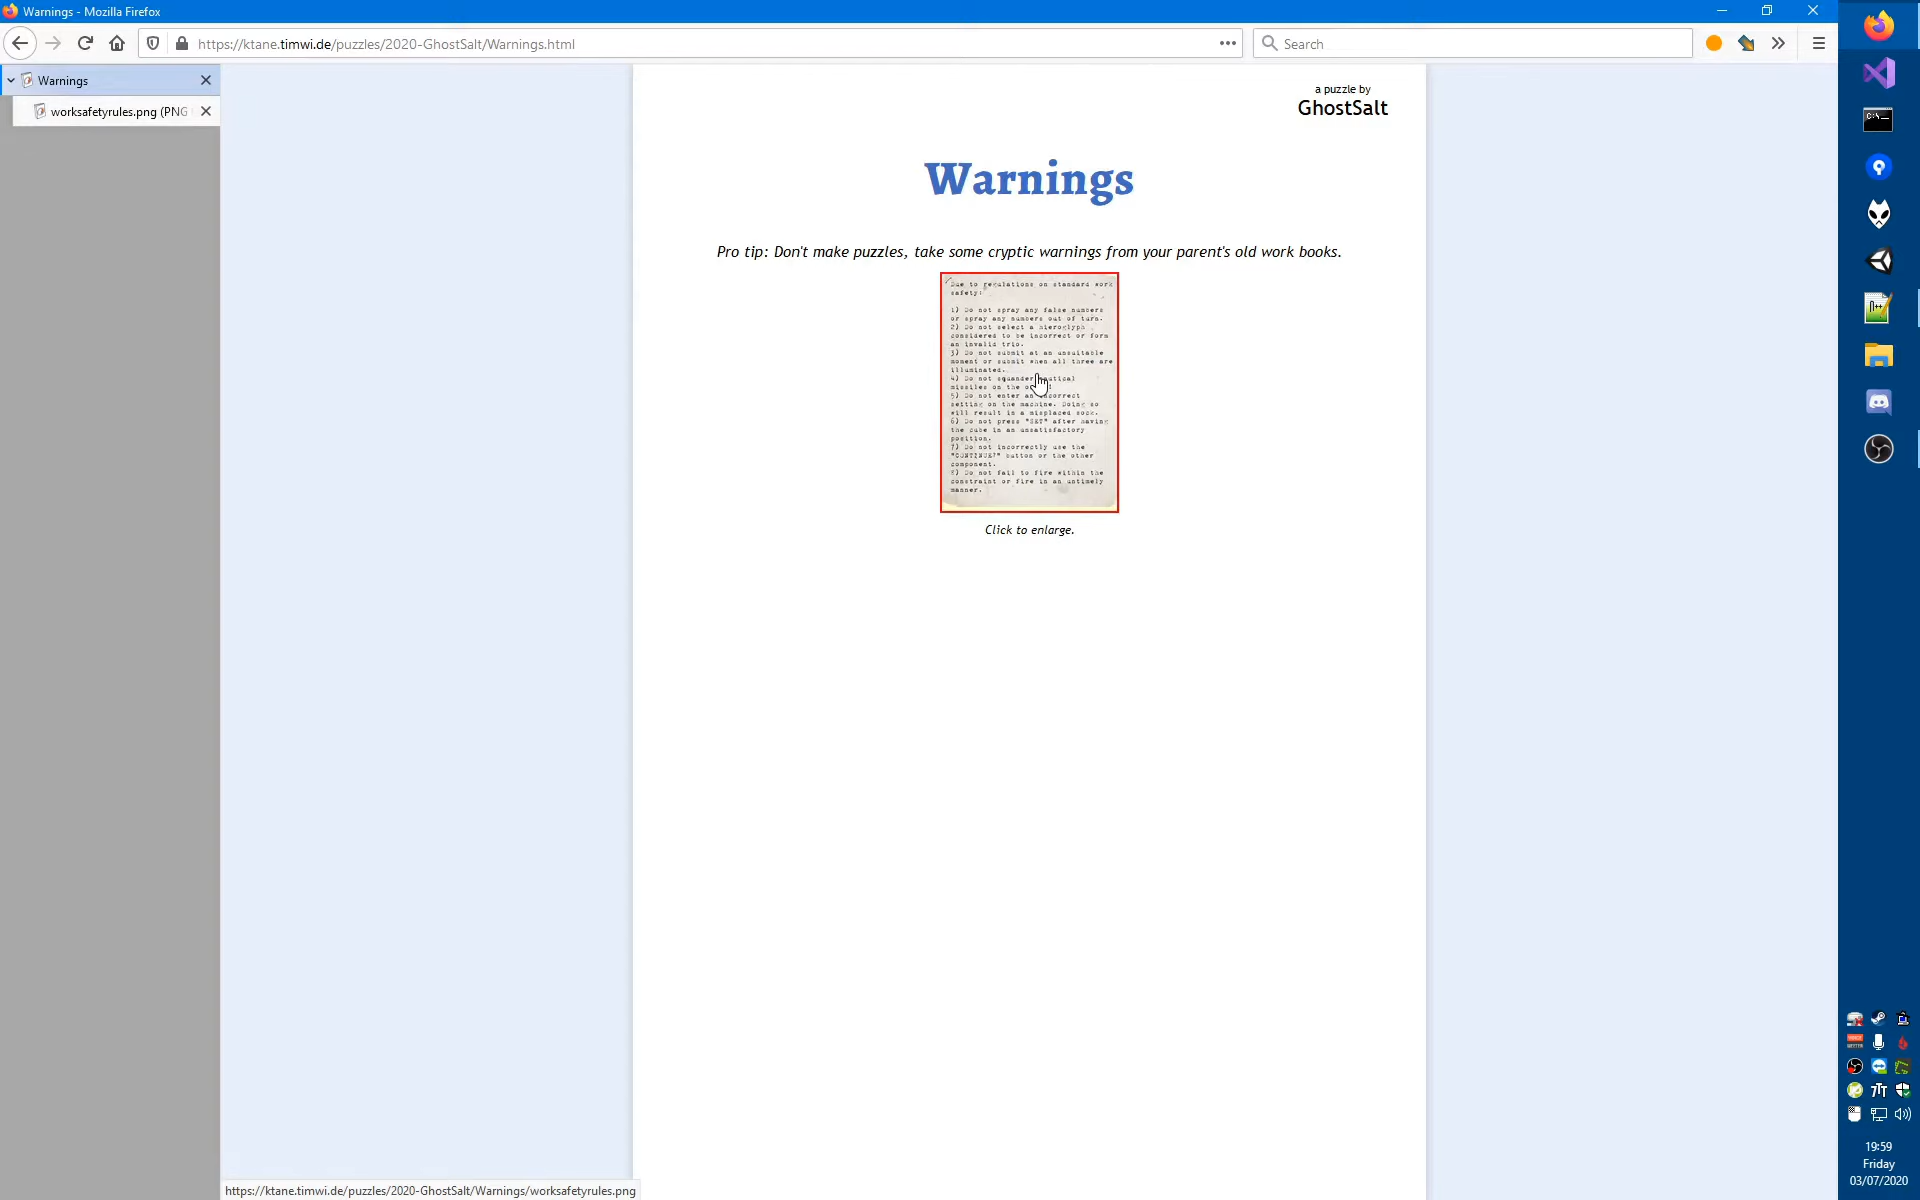 Warnings - Mozilla Firefox
https://ktane.timwi.de/puzzles/2020-GhostSalt/Warnings.html
Search
Warnings
worksafetyrules.png (PNG
a puzzle by
GhostSalt
Warnings
Pro tip: Don't make puzzles, take some cryptic warnings from your parent's old work books.
Due to regulations on standard work
safety:
1) Do not spray any false numbers
or spray any numbers out of turn.
2) Do not select a hieroglyph
considered to be incorrect or form
an invalid trio.
3) Do not submit at an unsuitable
moment or submit when all three are
illuminated.
4) Do not squander nautical
missiles on the
5) Do not enter an incorrect
setting on the machine. Doing so
will result in a misplaced sock.
6) Do not press "SET" after having
the cube in an unsatisfactory
position.
7) Do not incorrectly use the
"CONTINUE?" button or the other
component.
8) Do not fail to fire within the
constraint or fire in an untimely
manner.
Click to enlarge.
https://ktane.timwi.de/puzzles/2020-GhostSalt/Warnings/worksafetyrules.png
19:59
Friday
03/07/2020